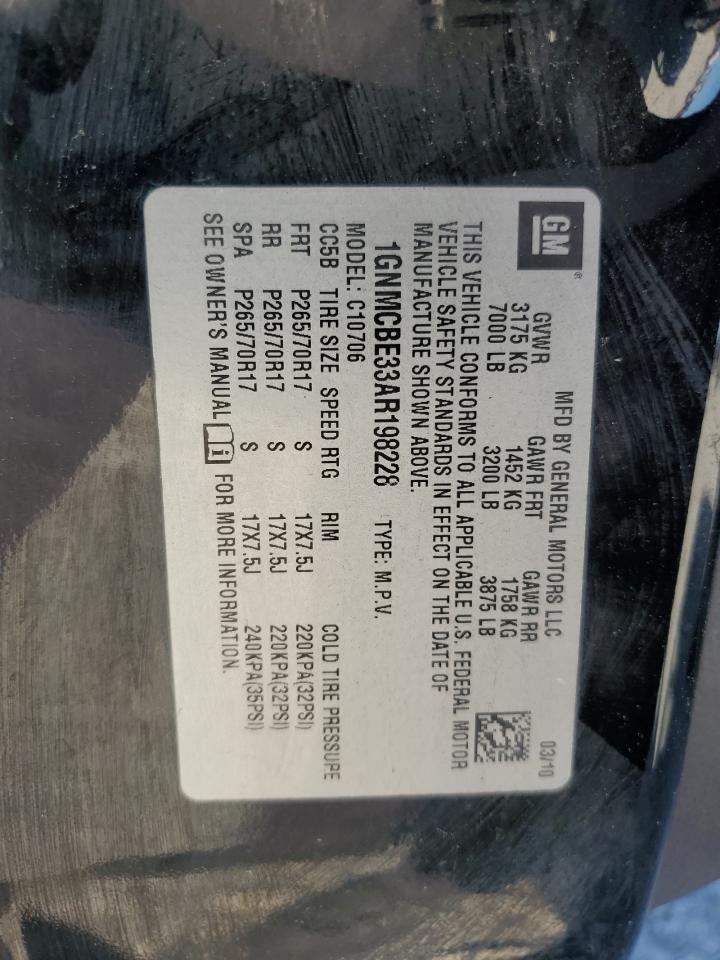 GM
MFD BY GENERAL MOTORS LLC 03/10
GVWR GAWR FRT GAWR RR
3175 KG 1452 KG 1758 KG
7000 LB 3200 LB 3875 LB
THIS VEHICLE CONFORMS TO ALL APPLICABLE U.S. FEDERAL MOTOR
VEHICLE SAFETY STANDARDS IN EFFECT ON THE DATE OF
MANUFACTURE SHOWN ABOVE.
1GNMCBE33AR198228 TYPE: M.P.V.
MODEL: C10706
CC5B TIRE SIZE SPEED RTG RIM COLD TIRE PRESSURE
FRT P265/70R17 S 17X7.5J 220KPA(32PSI)
RR P265/70R17 S 17X7.5J 220KPA(32PSI)
SPA P265/70R17 S 17X7.5J 240KPA(35PSI)
SEE OWNER'S MANUAL FOR MORE INFORMATION.